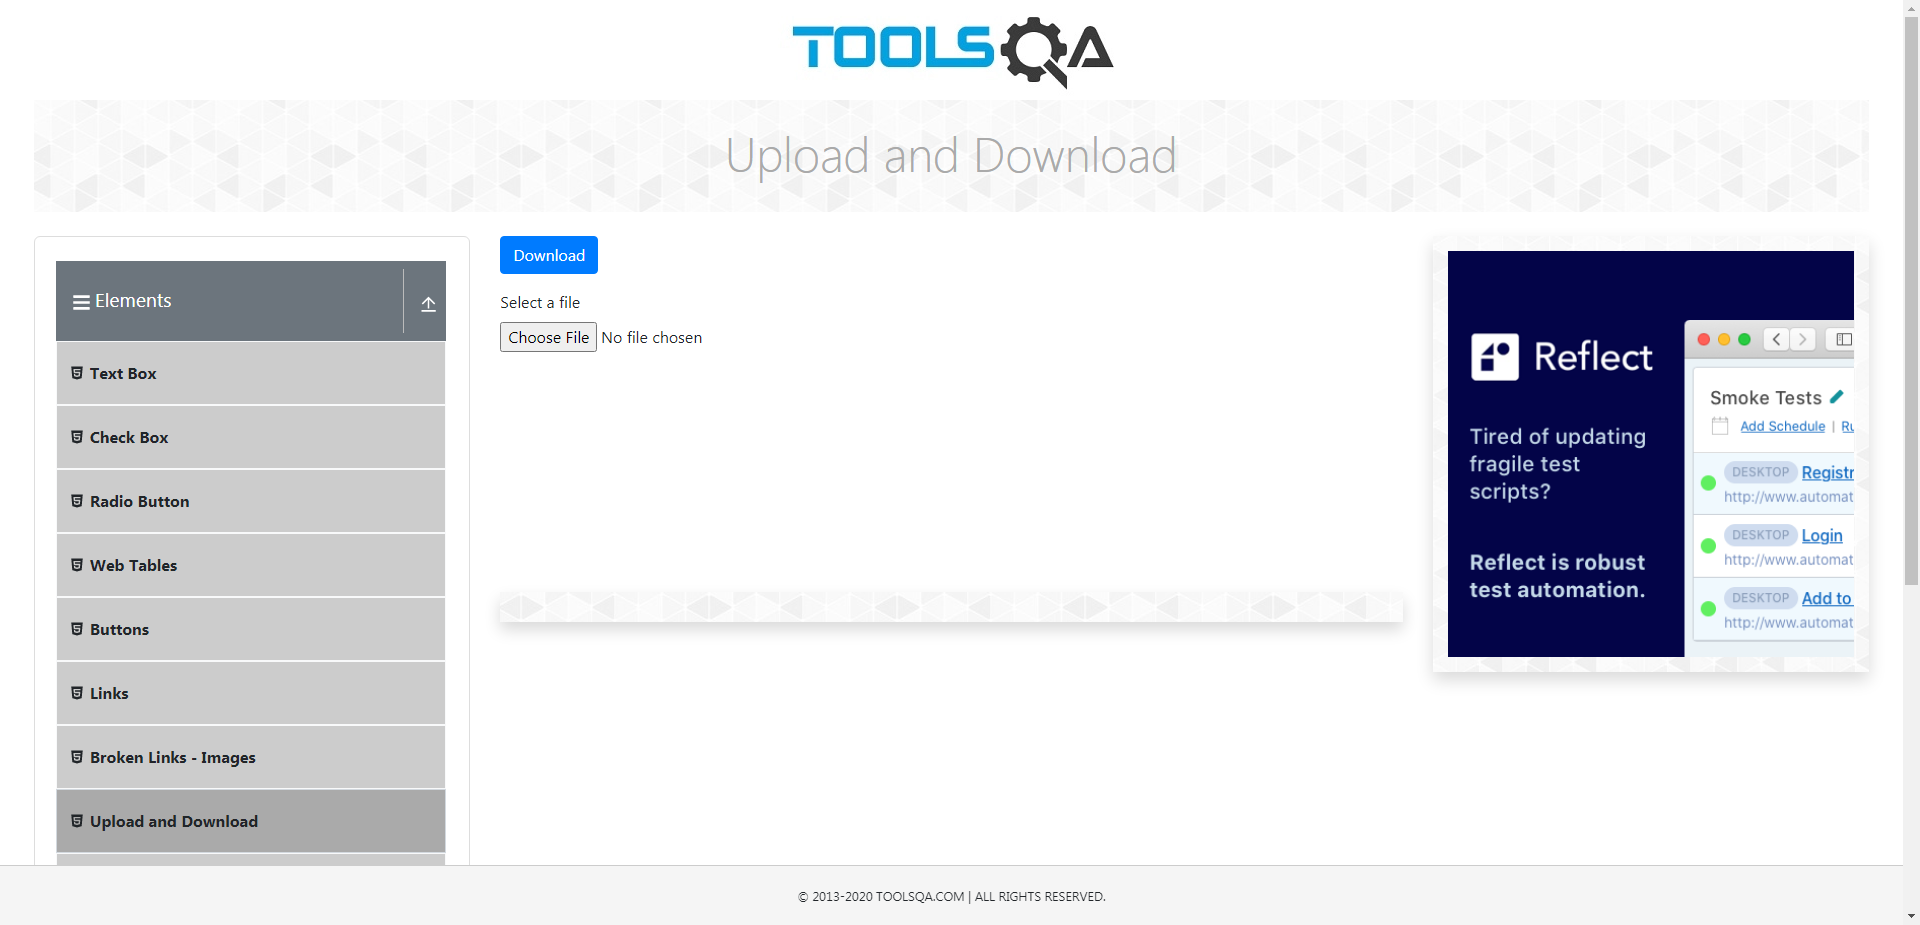 TOOLSQA
Upload and Download
Elements
Text Box
Check Box
Radio Button
Web Tables
Buttons
Links
Broken Links - Images
Upload and Download
Download
Select a file
Choose File No file chosen
Reflect
Tired of updating
fragile test
scripts?
Reflect is robust
test automation.
Smoke Tests
Add Schedule | Ru
DESKTOP Registr
http://www.automat
DESKTOP Login
http://www.automat
DESKTOP Add to
http://www.automat
© 2013-2020 TOOLSQA.COM | ALL RIGHTS RESERVED.